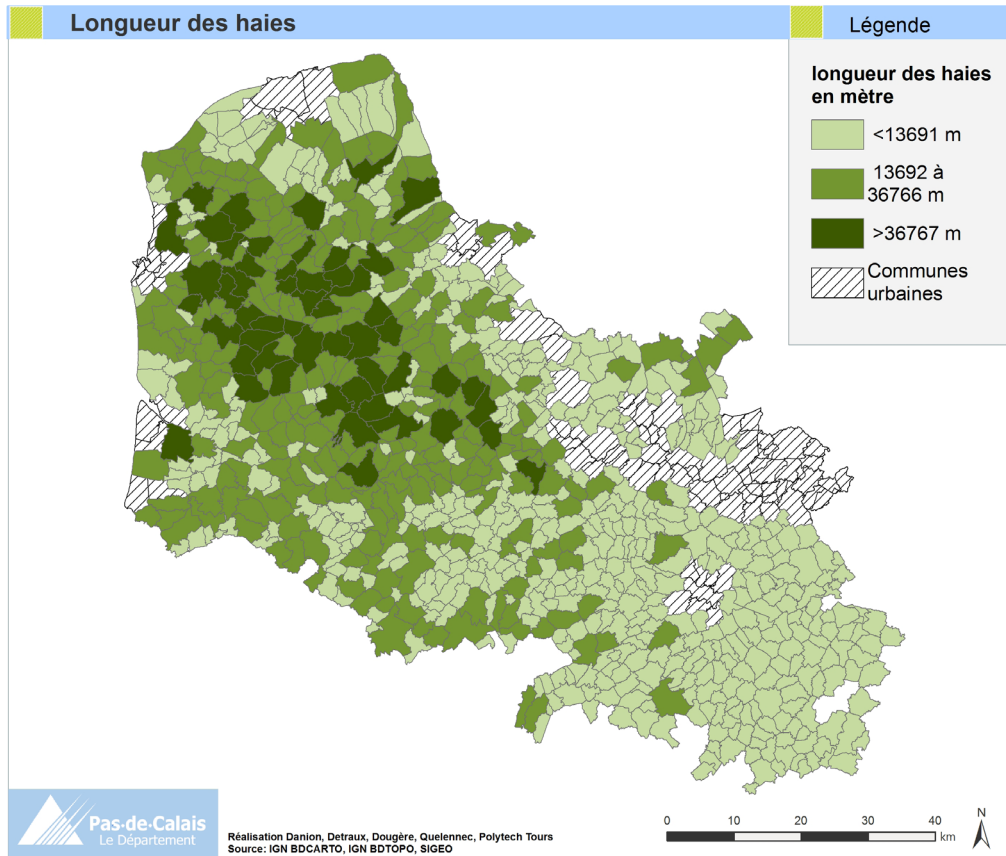 Longueur des haies
Légende
longueur des haies
en mètre
<13691 m
13692 à
36766 m
>36767 m
Communes
urbaines
Pas-de-Calais
Le Département
Réalisation Danion, Detraux, Dougère, Quelennec, Polytech Tours
Source: IGN BDCARTO, IGN BDTOPO, SIGEO
0 10 20 30 40
km
N